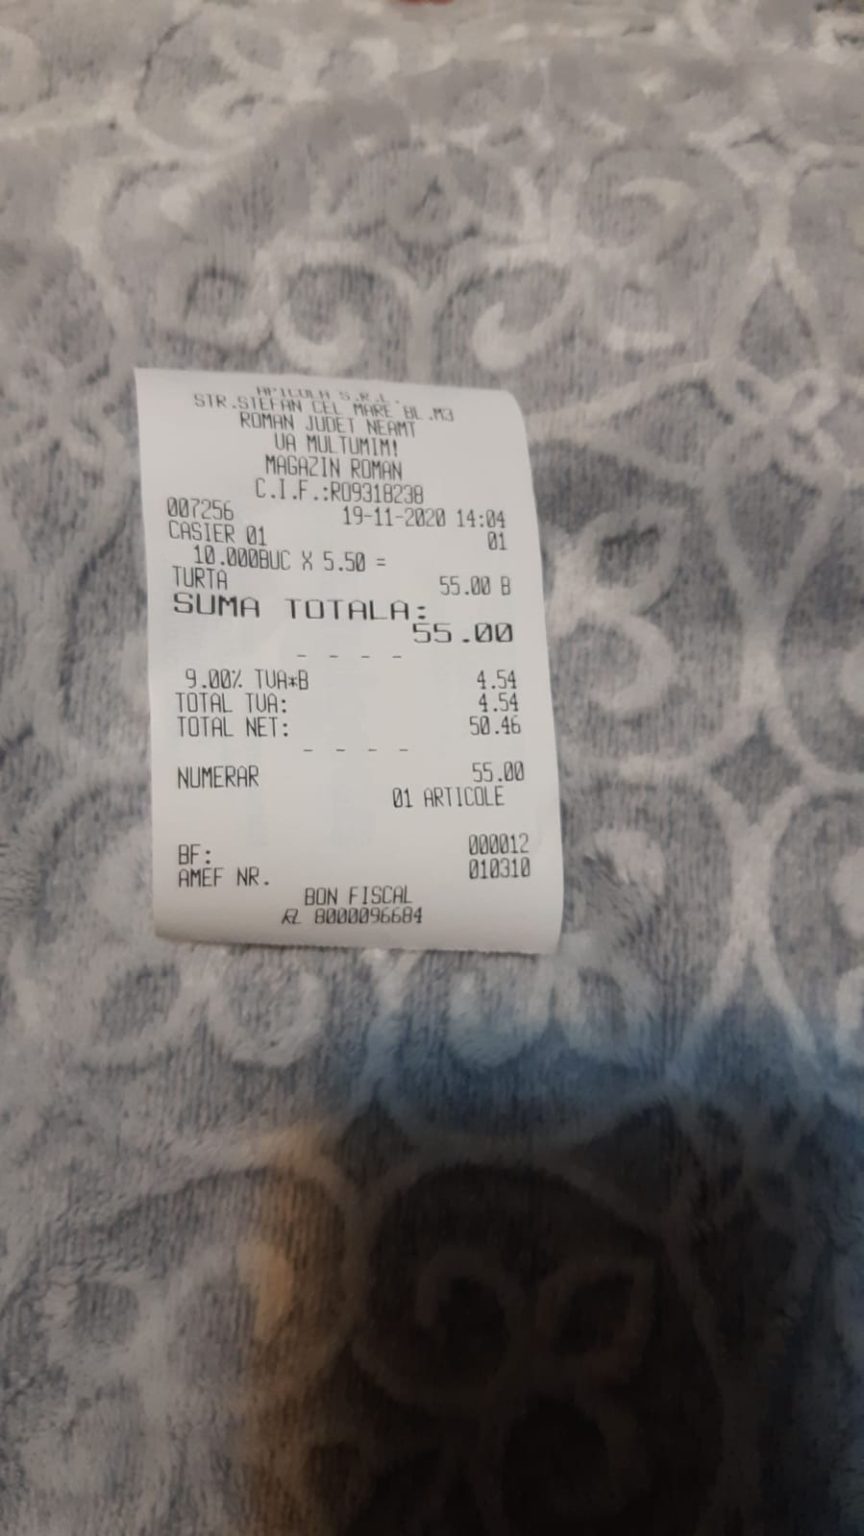 APICOLA S.R.L.
STR.STEFAN CEL MARE BL.M3
ROMAN JUDET NEAMT
VA MULTUMIM!
MAGAZIN ROMAN
C.I.F.:RO9318238
007256 19-11-2020 14:04
CASIER 01 01
10.000BUC X 5.50 =
TURTA 55.00 B
SUMA TOTALA:
55.00
- - - -
9.00% TVA*B 4.54
TOTAL TVA: 4.54
TOTAL NET: 50.46
- - - -
NUMERAR 55.00
01 ARTICOLE
BF: 000012
AMEF NR. 010310
BON FISCAL
8000096684